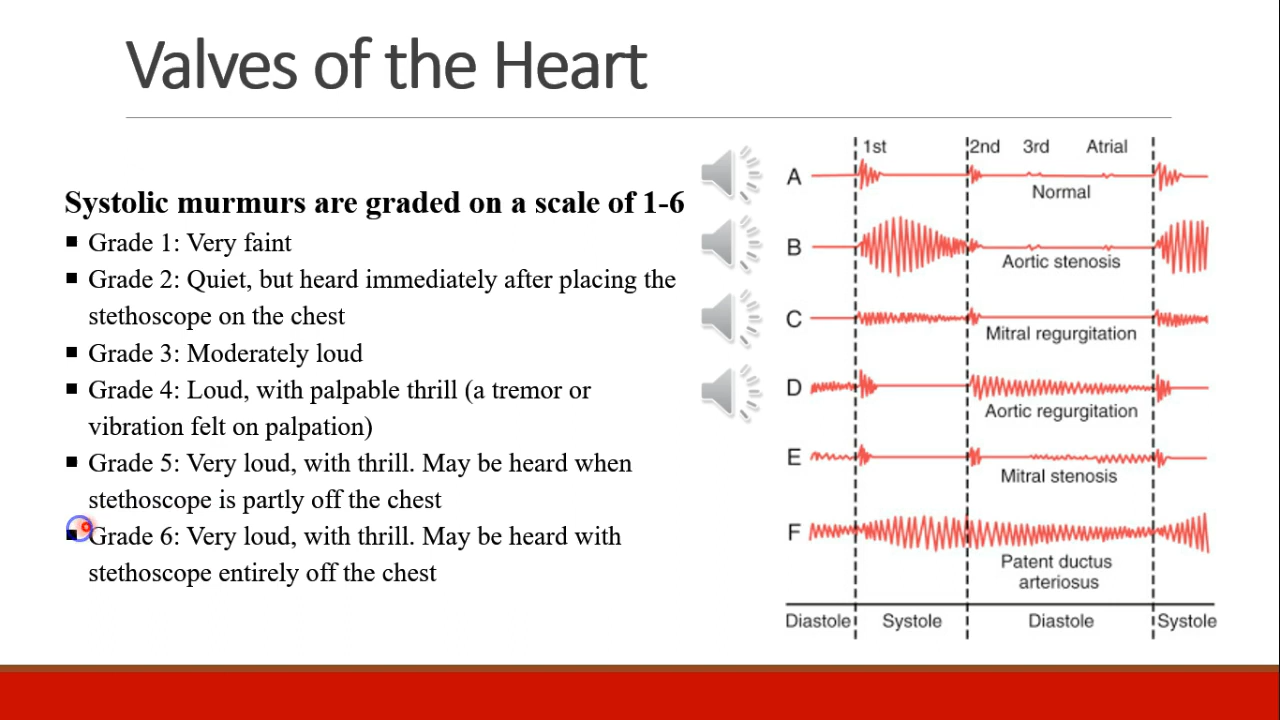 Valves of the Heart
Systolic murmurs are graded on a scale of 1-6
Grade 1: Very faint
Grade 2: Quiet, but heard immediately after placing the
stethoscope on the chest
Grade 3: Moderately loud
Grade 4: Loud, with palpable thrill (a tremor or
vibration felt on palpation)
Grade 5: Very loud, with thrill. May be heard when
stethoscope is partly off the chest
Grade 6: Very loud, with thrill. May be heard with
stethoscope entirely off the chest
1st 2nd 3rd Atrial
A
Normal
B
Aortic stenosis
C
Mitral regurgitation
D
Aortic regurgitation
E
Mitral stenosis
F
Patent ductus
arteriosus
Diastole Systole Diastole Systole